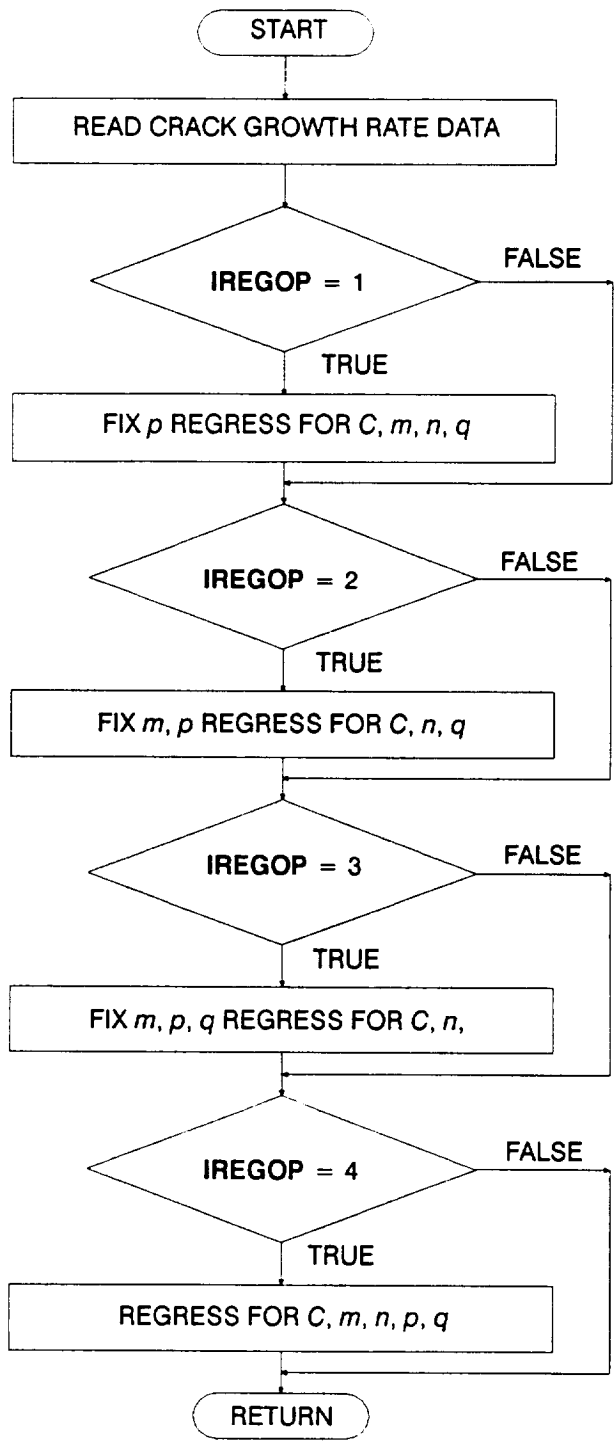 START
READ CRACK GROWTH RATE DATA
IREGOP = 1
FALSE
TRUE
FIX p REGRESS FOR C, m, n, q
IREGOP = 2
FALSE
TRUE
FIX m, p REGRESS FOR C, n, q
IREGOP = 3
FALSE
TRUE
FIX m, p, q REGRESS FOR C, n,
IREGOP = 4
FALSE
TRUE
REGRESS FOR C, m, n, p, q
RETURN